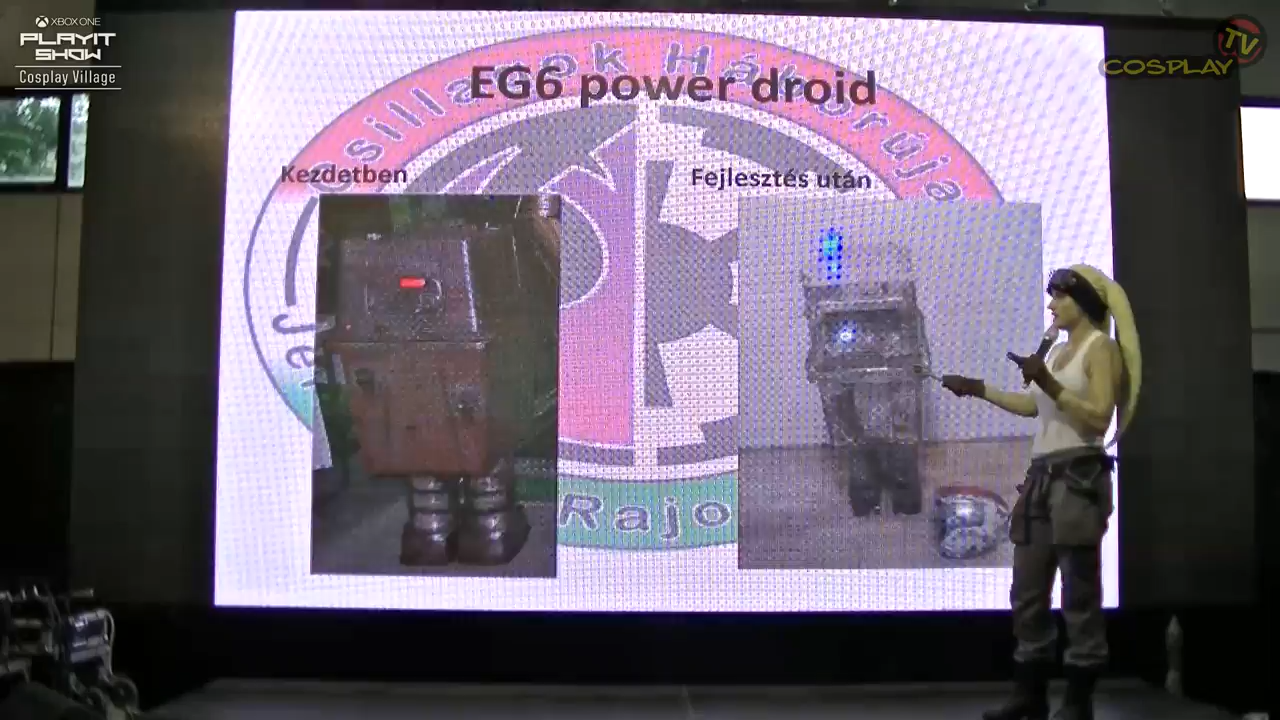 XBOX ONE
PLAYIT
SHOW
Cosplay Village
TV
COSPLAY
EG6 power droid
Kezdetben
Fejlesztés után
Rajo